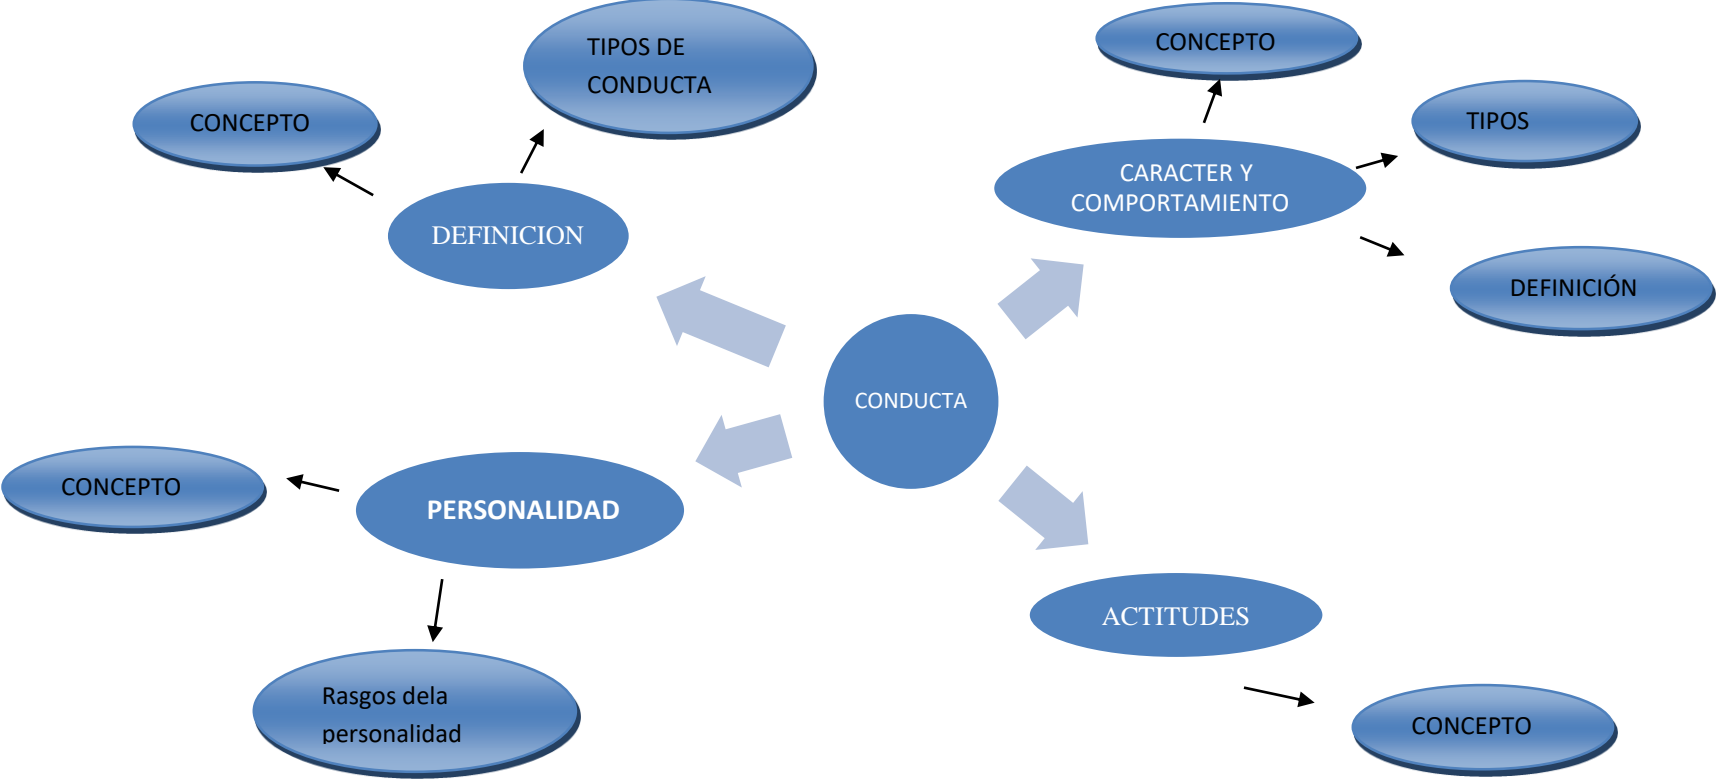 TIPOS DE
CONDUCTA
CONCEPTO
DEFINICION
CONCEPTO
TIPOS
CARACTER Y
COMPORTAMIENTO
DEFINICIÓN
CONDUCTA
CONCEPTO
PERSONALIDAD
Rasgos dela
personalidad
ACTITUDES
CONCEPTO